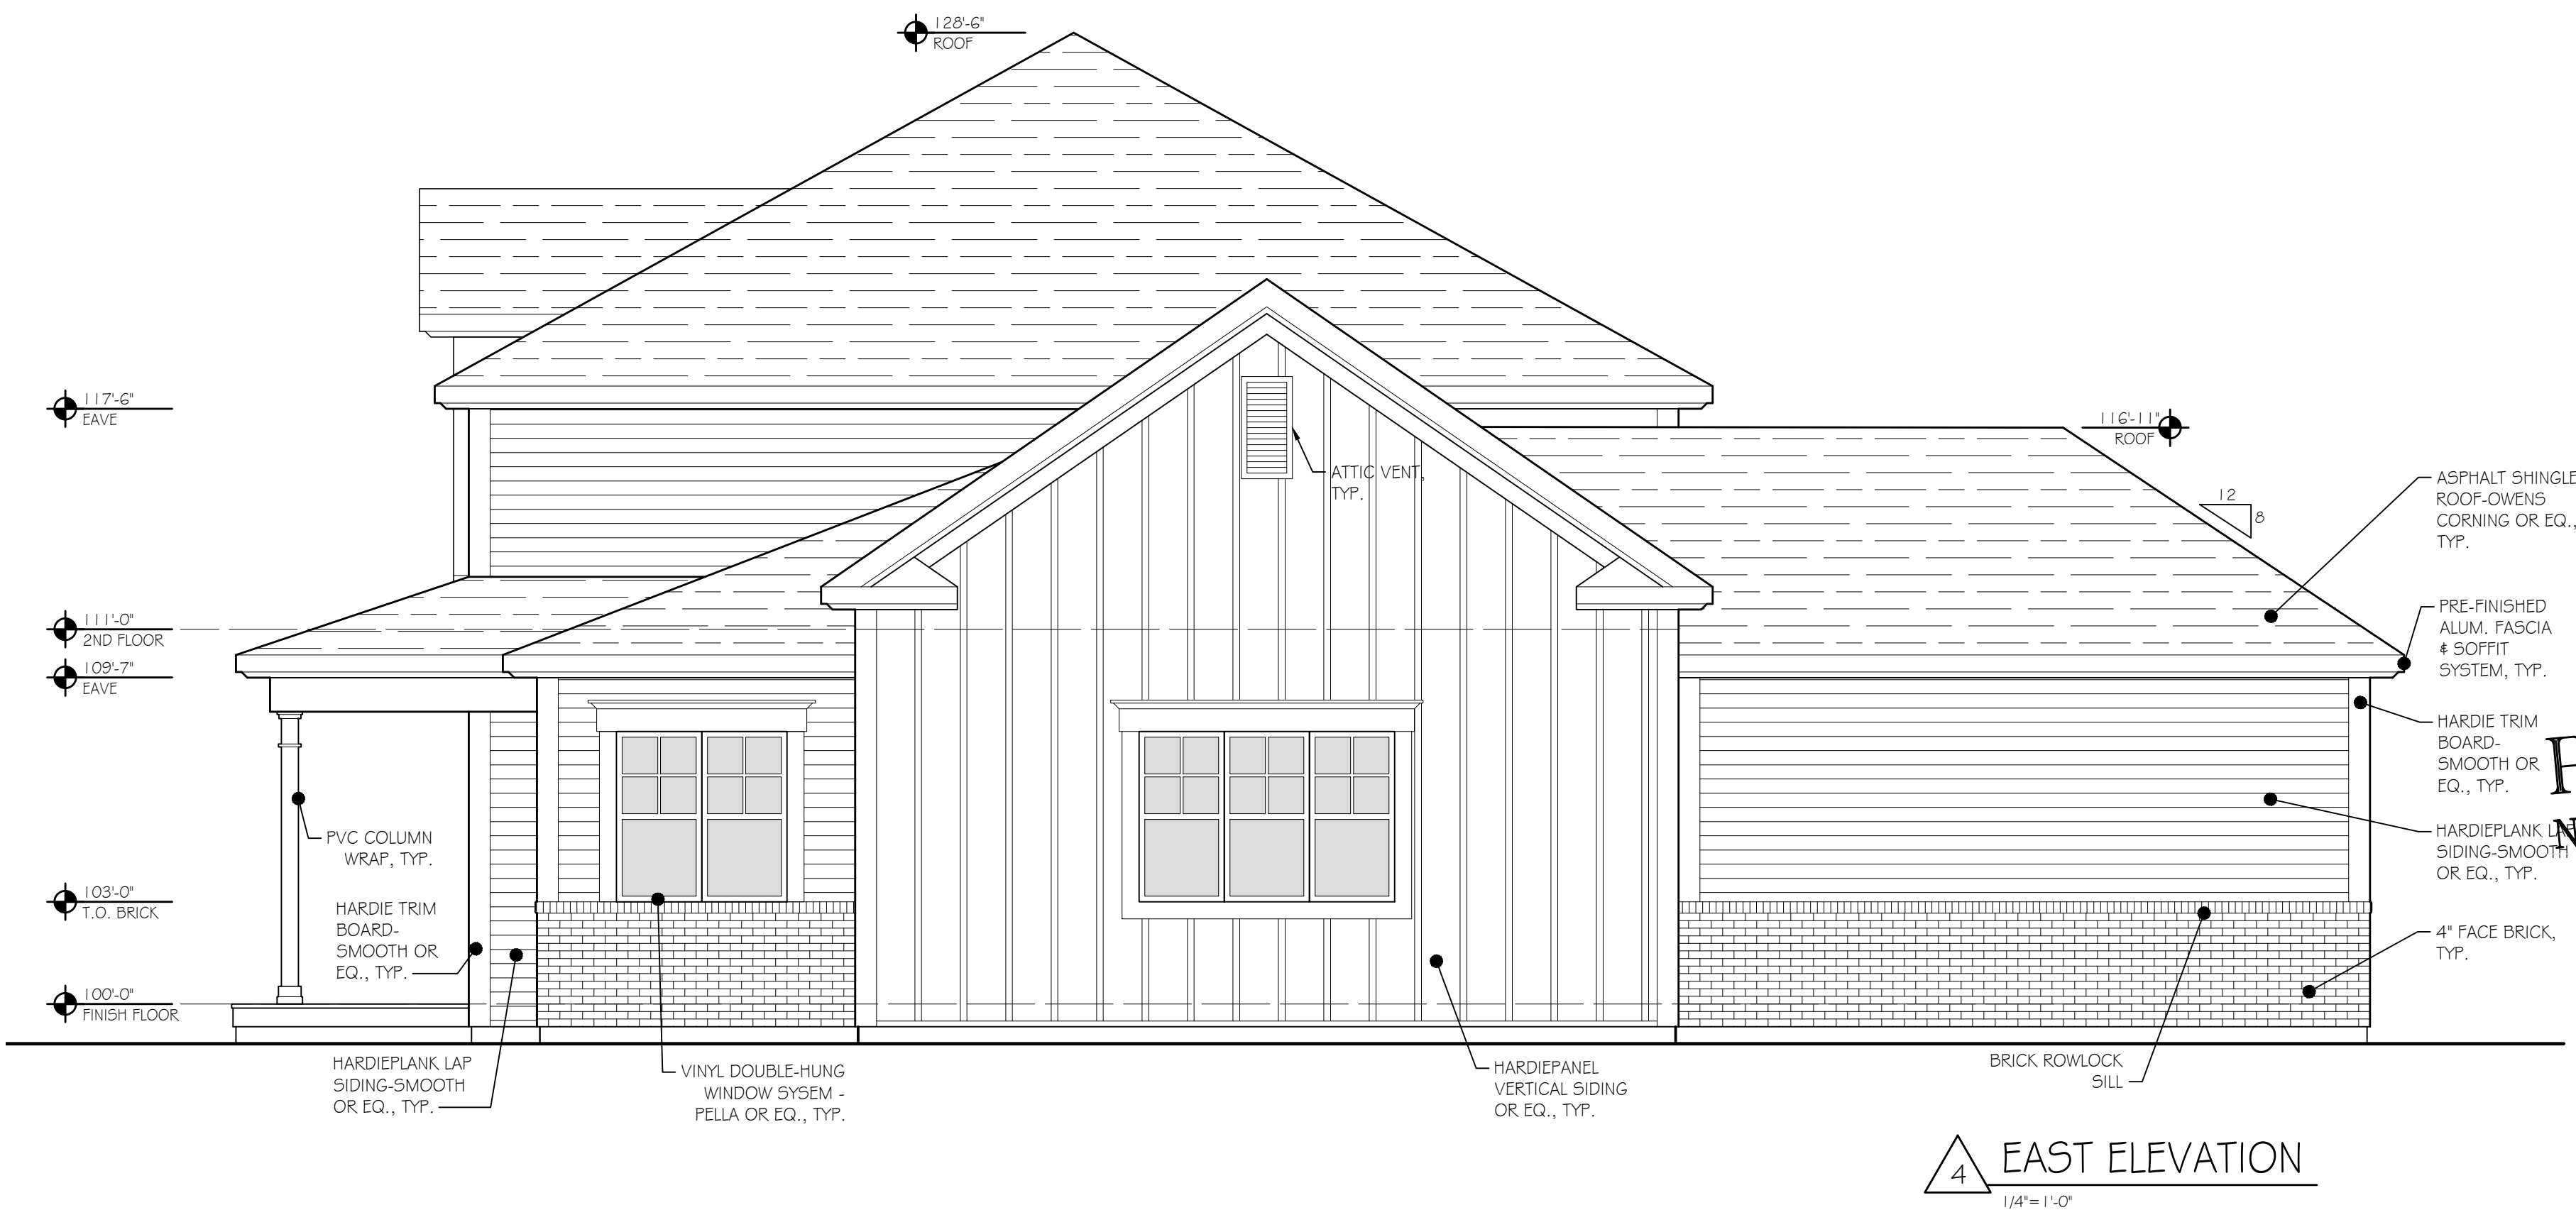 128'-6"
ROOF
117'-6"
EAVE
116'-11"
ROOF
ATTIC VENT,
TYP.
12
8
ASPHALT SHINGLE
ROOF-OWENS
CORNING OR EQ.,
TYP.
111'-0"
2ND FLOOR
109'-7"
EAVE
PRE-FINISHED
ALUM. FASCIA
& SOFFIT
SYSTEM, TYP.
HARDIE TRIM
BOARD-
SMOOTH OR
EQ., TYP.
PVC COLUMN
WRAP, TYP.
HARDIEPLANK LAP
SIDING-SMOOTH
OR EQ., TYP.
103'-0"
T.O. BRICK
HARDIE TRIM
BOARD-
SMOOTH OR
EQ., TYP.
4" FACE BRICK,
TYP.
100'-0"
FINISH FLOOR
HARDIEPLANK LAP
SIDING-SMOOTH
OR EQ., TYP.
VINYL DOUBLE-HUNG
WINDOW SYSEM -
PELLA OR EQ., TYP.
HARDIEPANEL
VERTICAL SIDING
OR EQ., TYP.
BRICK ROWLOCK
SILL
4
EAST ELEVATION
1/4"=1'-0"